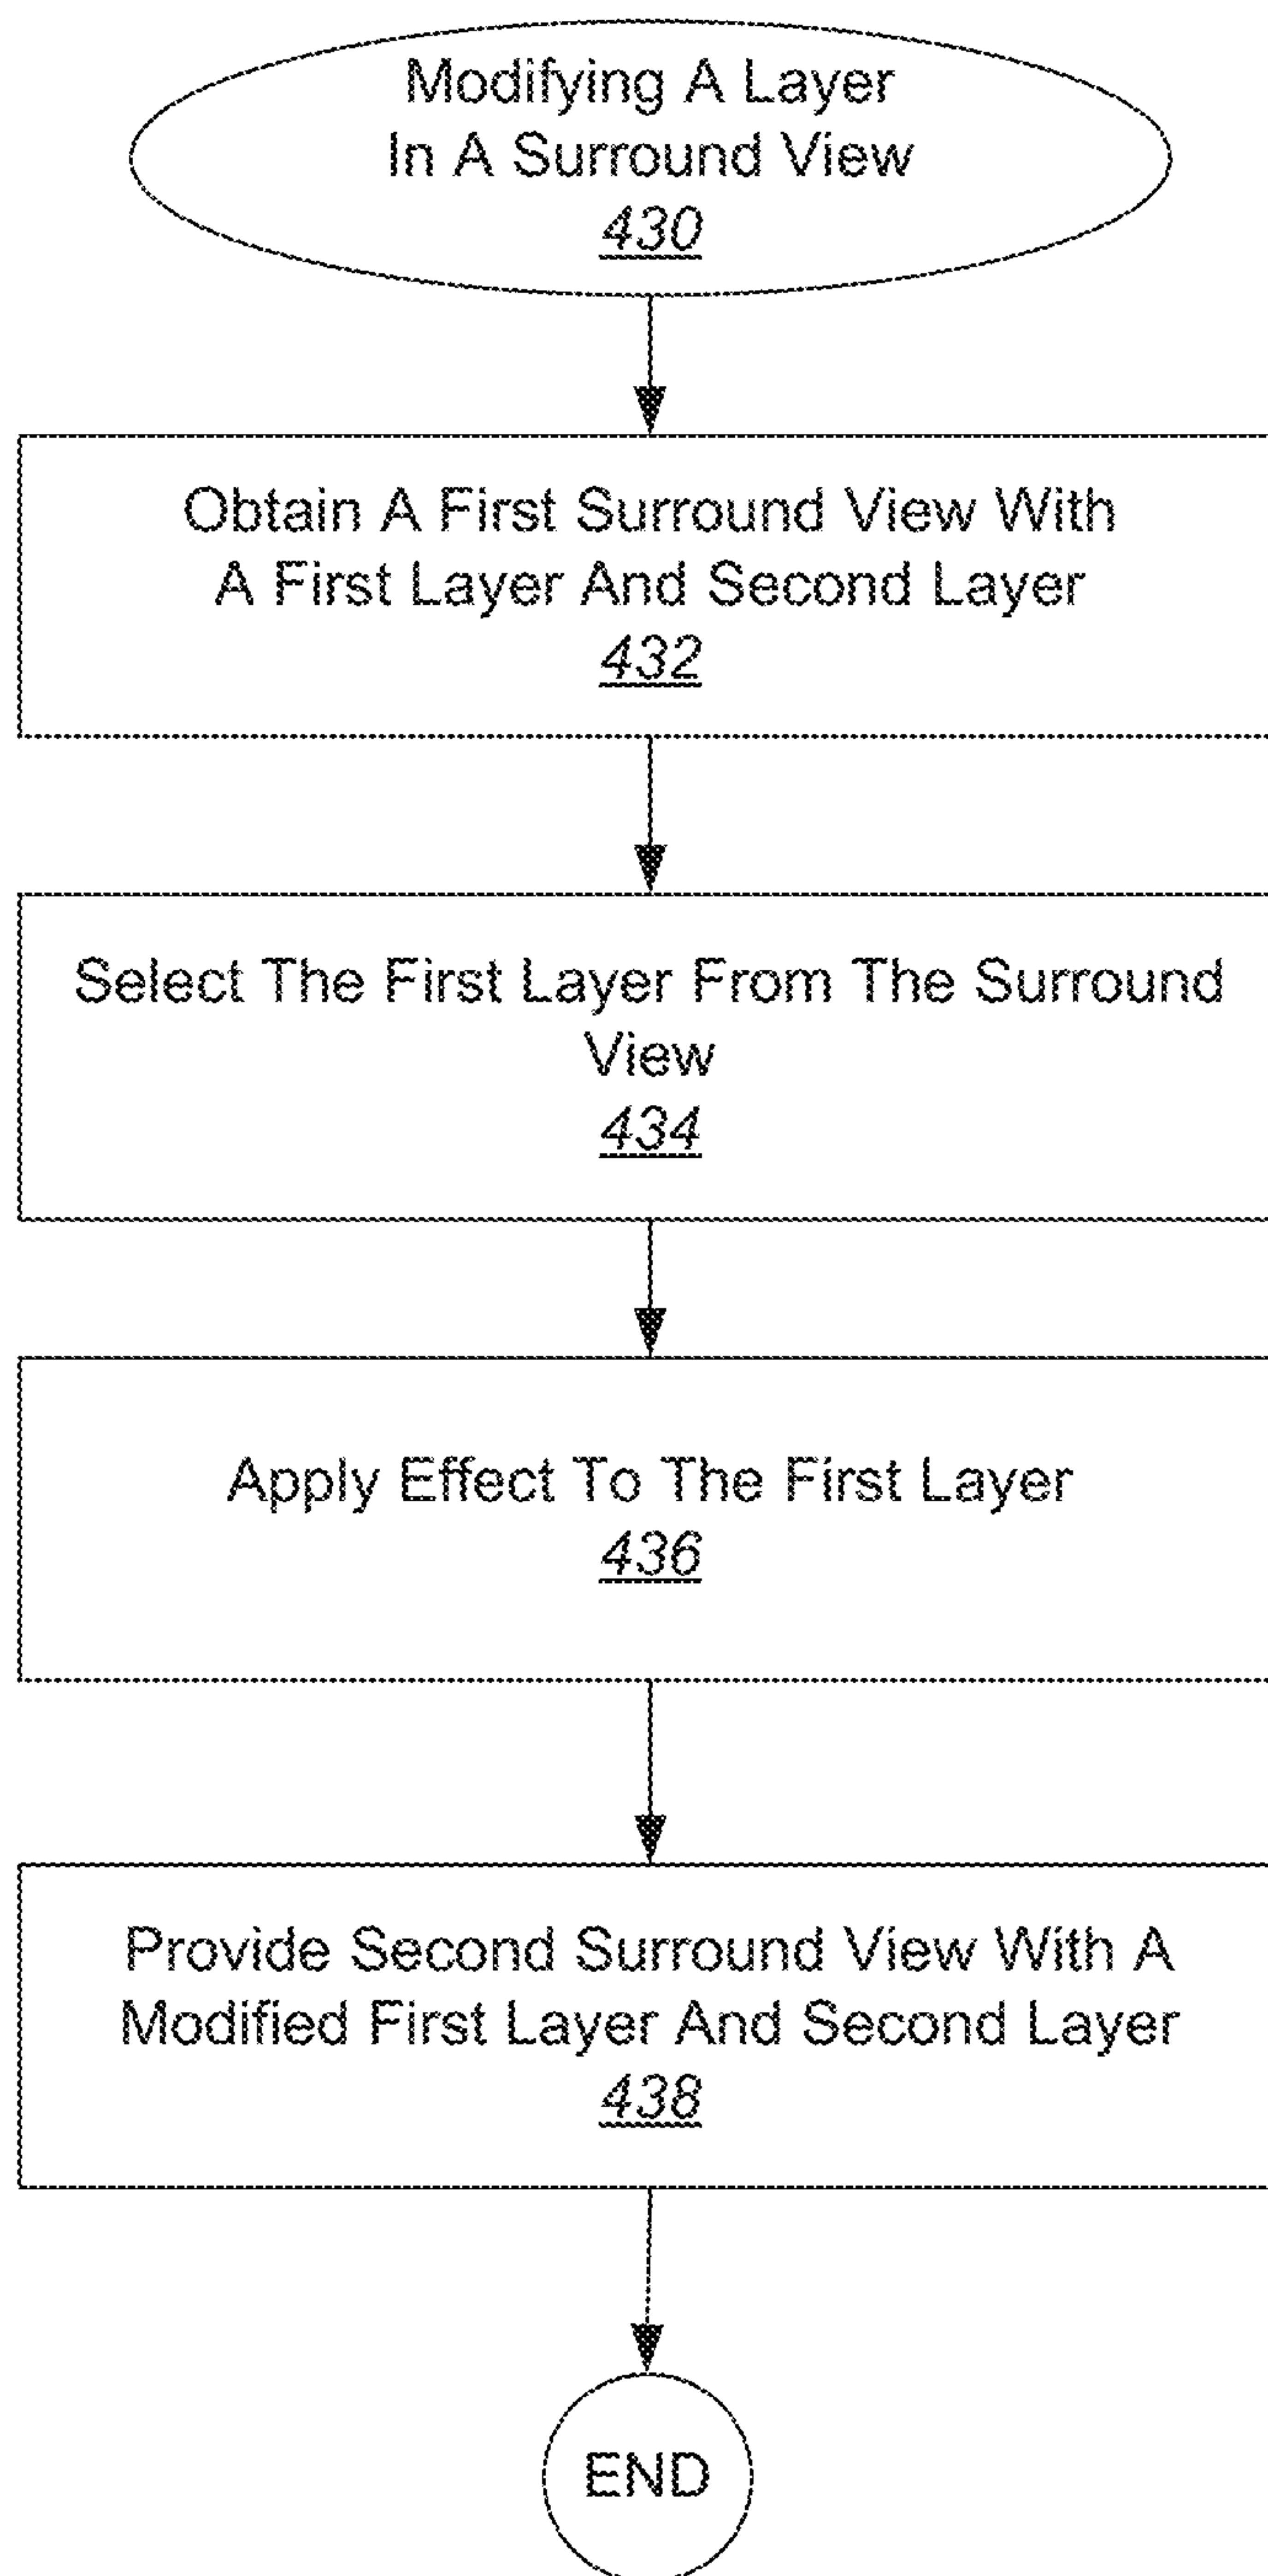 Modifying A Layer
In A Surround View
430
Obtain A First Surround View With
A First Layer And Second Layer
432
Select The First Layer From The Surround
View
434
Apply Effect To The First Layer
436
Provide Second Surround View With A
Modified First Layer And Second Layer
438
END